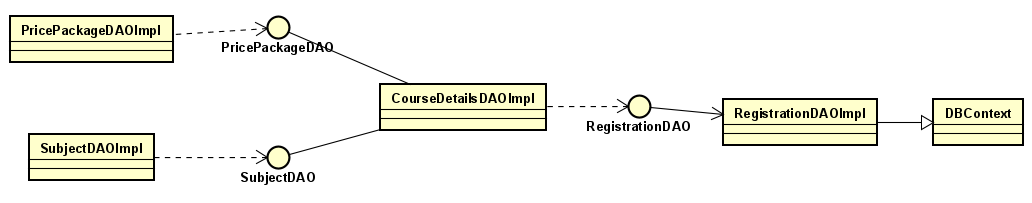 PricePackageDAOImpl
PricePackageDAO
CourseDetailsDAOImpl
RegistrationDAO
RegistrationDAOImpl
DBContext
SubjectDAOImpl
SubjectDAO